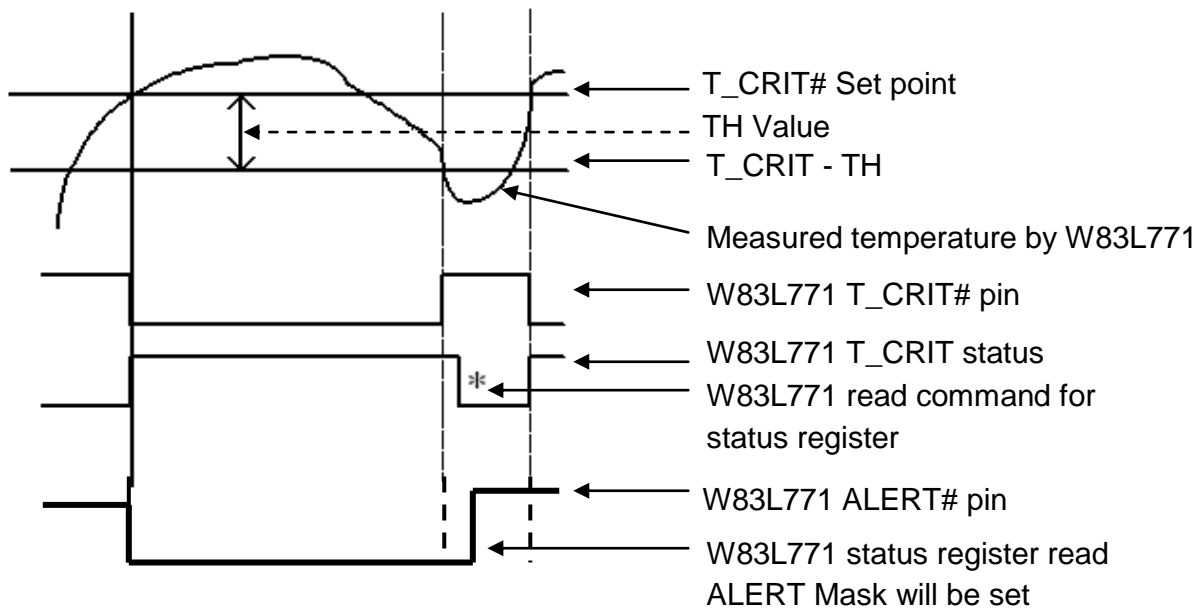 T_CRIT# Set point
TH Value
T_CRIT - TH
Measured temperature by W83L771
W83L771 T_CRIT# pin
W83L771 T_CRIT status
*
W83L771 read command for
status register
W83L771 ALERT# pin
W83L771 status register read
ALERT Mask will be set